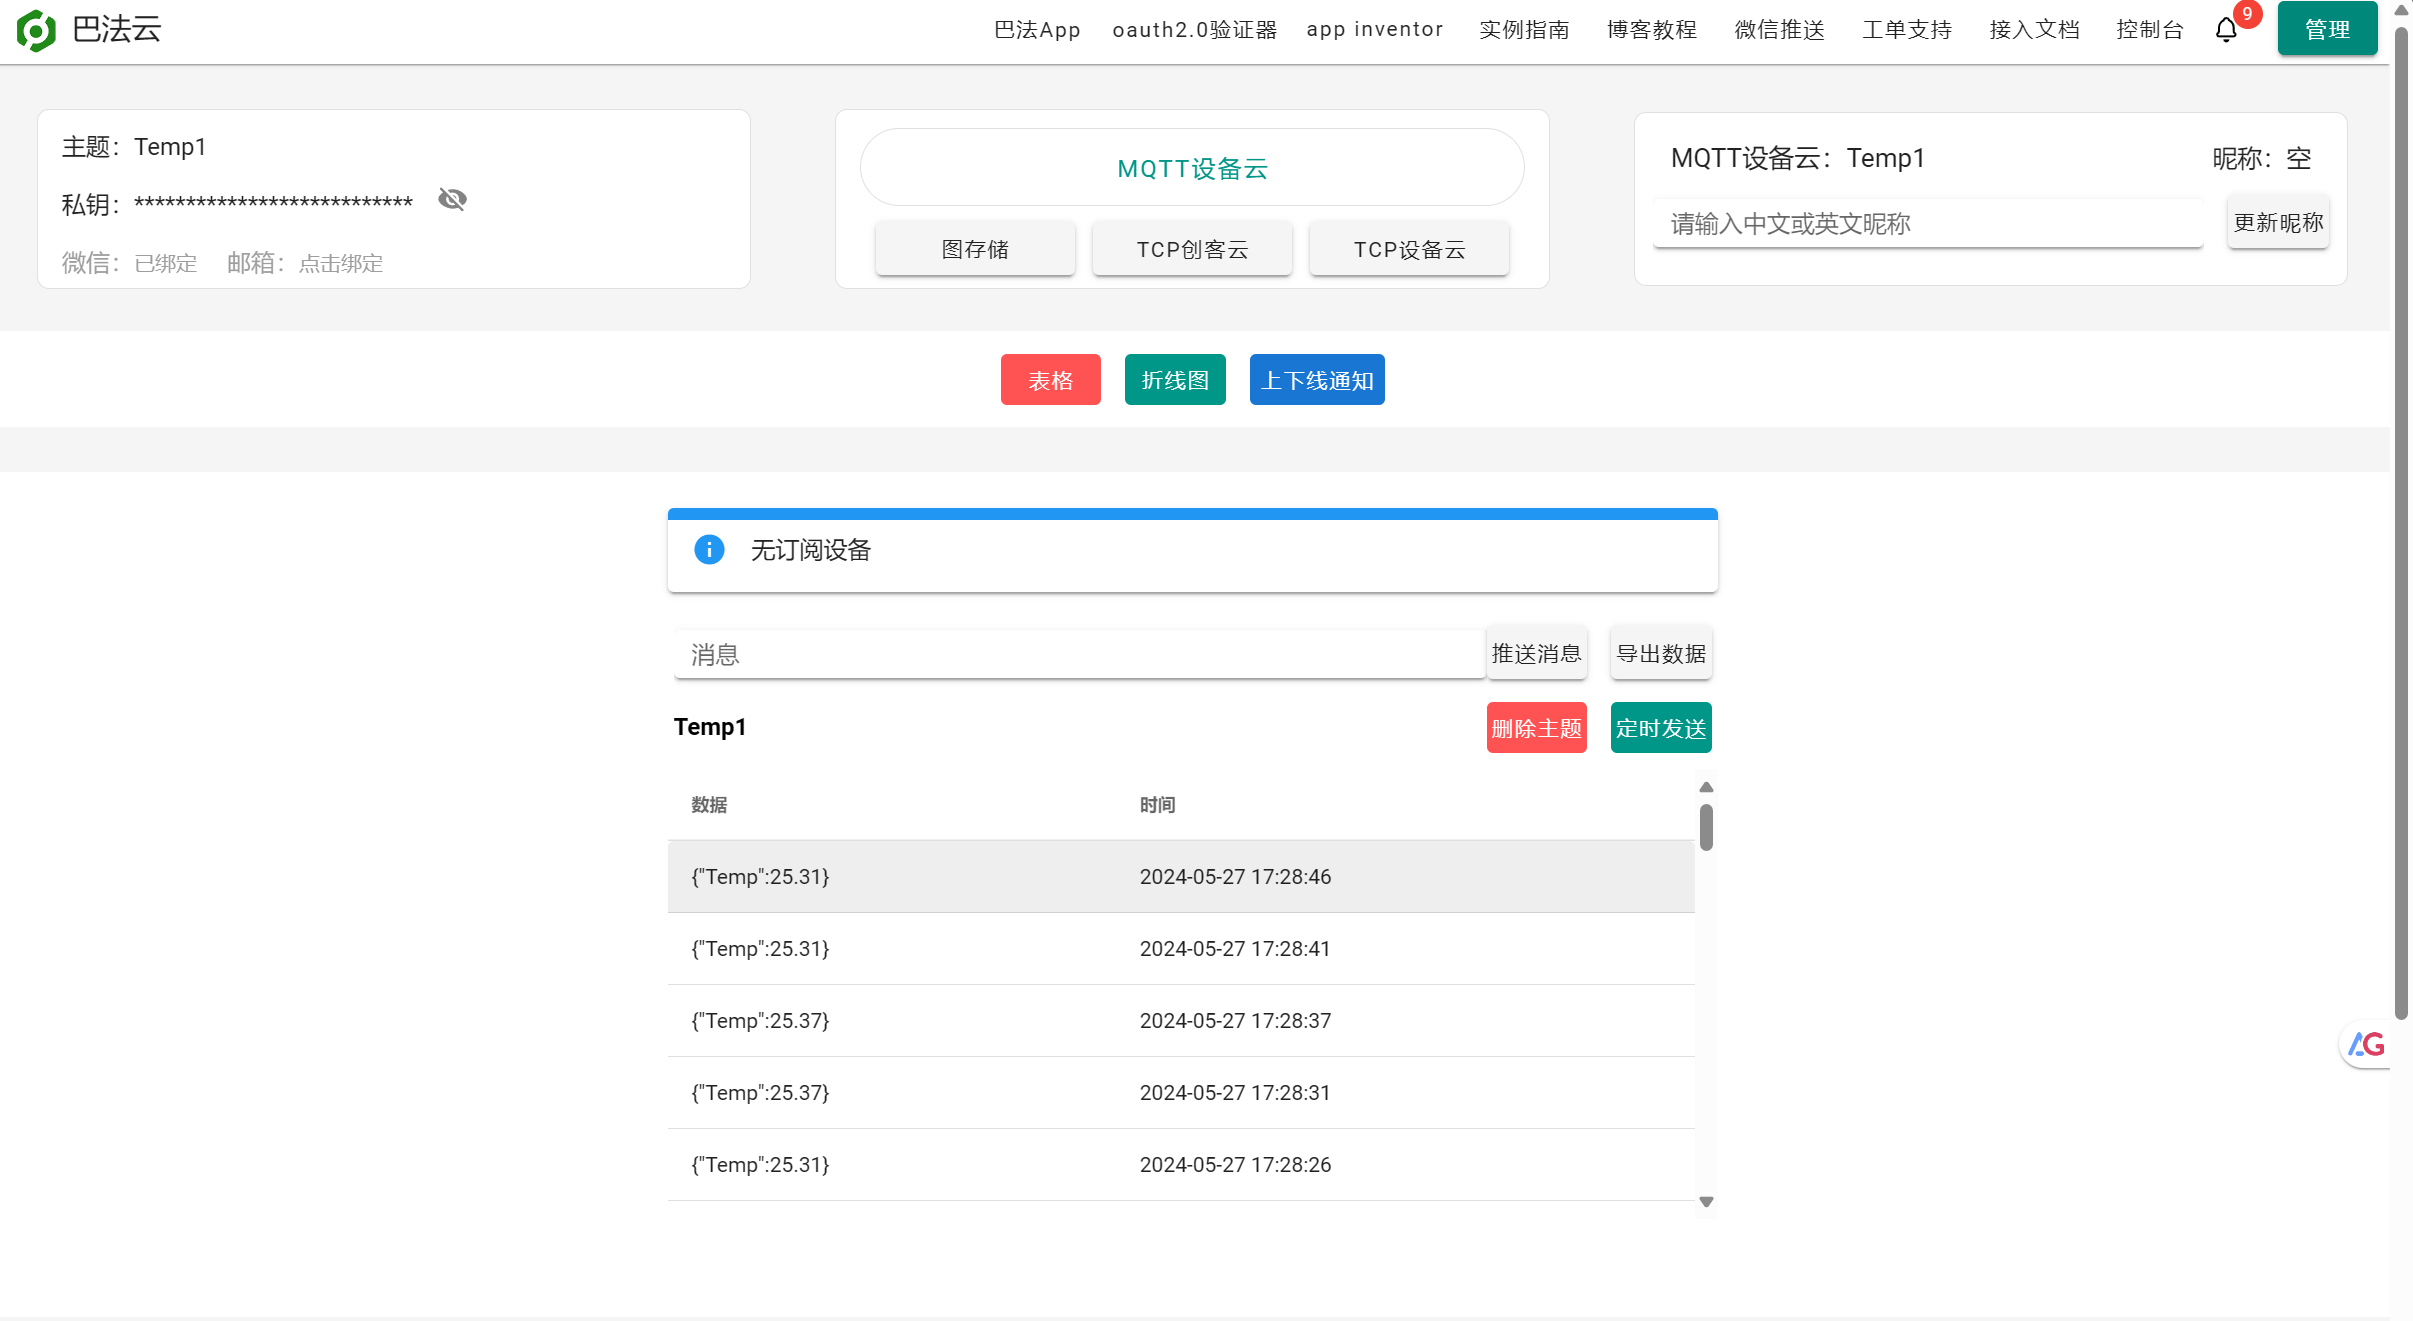 巴法云
巴法App oauth2.0验证器 app inventor 实例指南 博客教程 微信推送 工单支持 接入文档 控制台 9 管理
主题：Temp1
私钥：***************************
微信：已绑定 邮箱：点击绑定
MQTT设备云
图存储 TCP创客云 TCP设备云
MQTT设备云：Temp1 昵称：空
请输入中文或英文昵称 更新昵称
表格 折线图 上下线通知
无订阅设备
消息 推送消息 导出数据
Temp1 删除主题 定时发送
数据 时间
{"Temp":25.31} 2024-05-27 17:28:46
{"Temp":25.31} 2024-05-27 17:28:41
{"Temp":25.37} 2024-05-27 17:28:37
{"Temp":25.37} 2024-05-27 17:28:31
{"Temp":25.31} 2024-05-27 17:28:26
AG